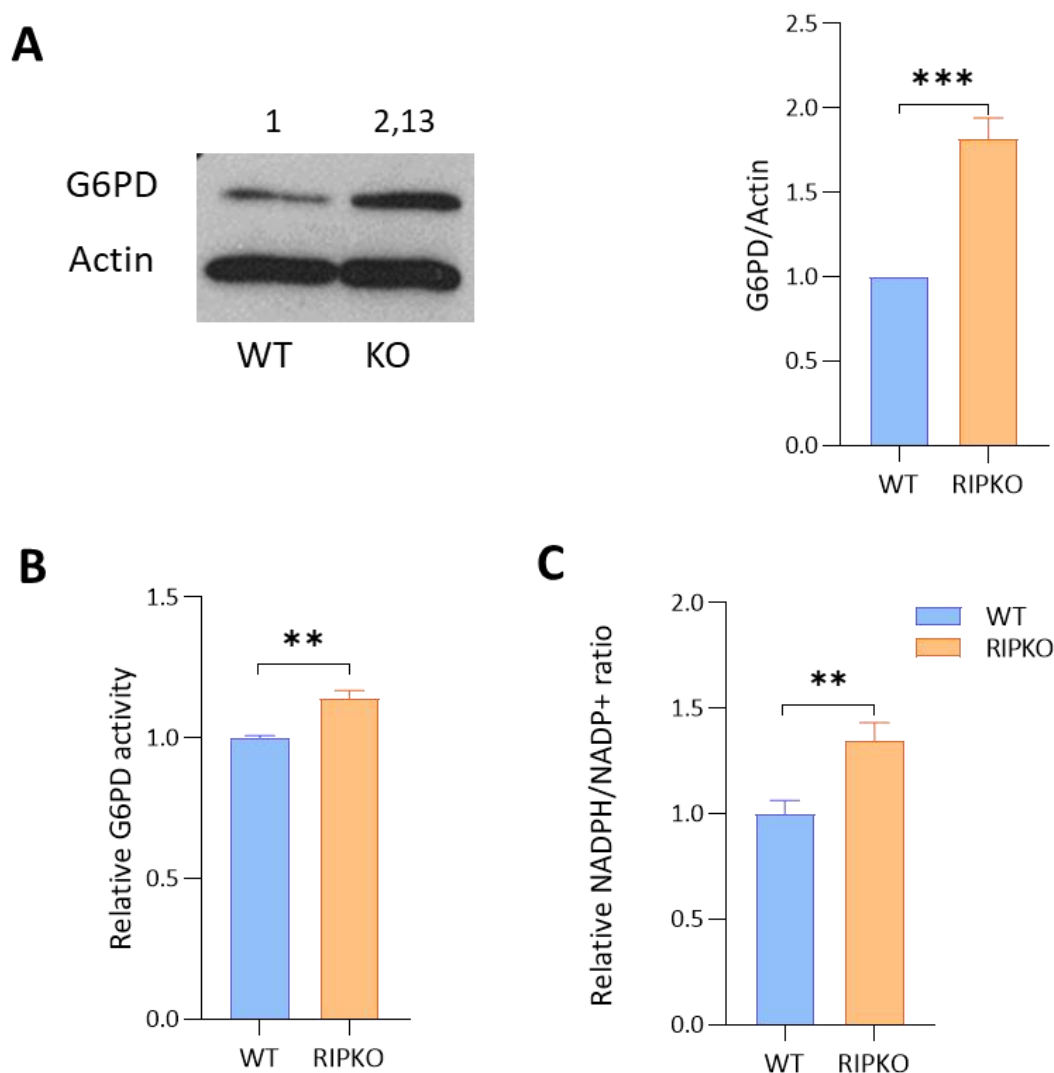 A
1 2,13
G6PD
Actin
WT KO
2.5
2.0
1.5
1.0
0.5
0.0
G6PD/Actin
***
WT RIPKO
B
1.5
1.0
0.5
0.0
Relative G6PD activity
**
WT RIPKO
C
2.0
1.5
1.0
0.5
0.0
Relative NADPH/NADP+ ratio
**
WT RIPKO
WT
RIPKO